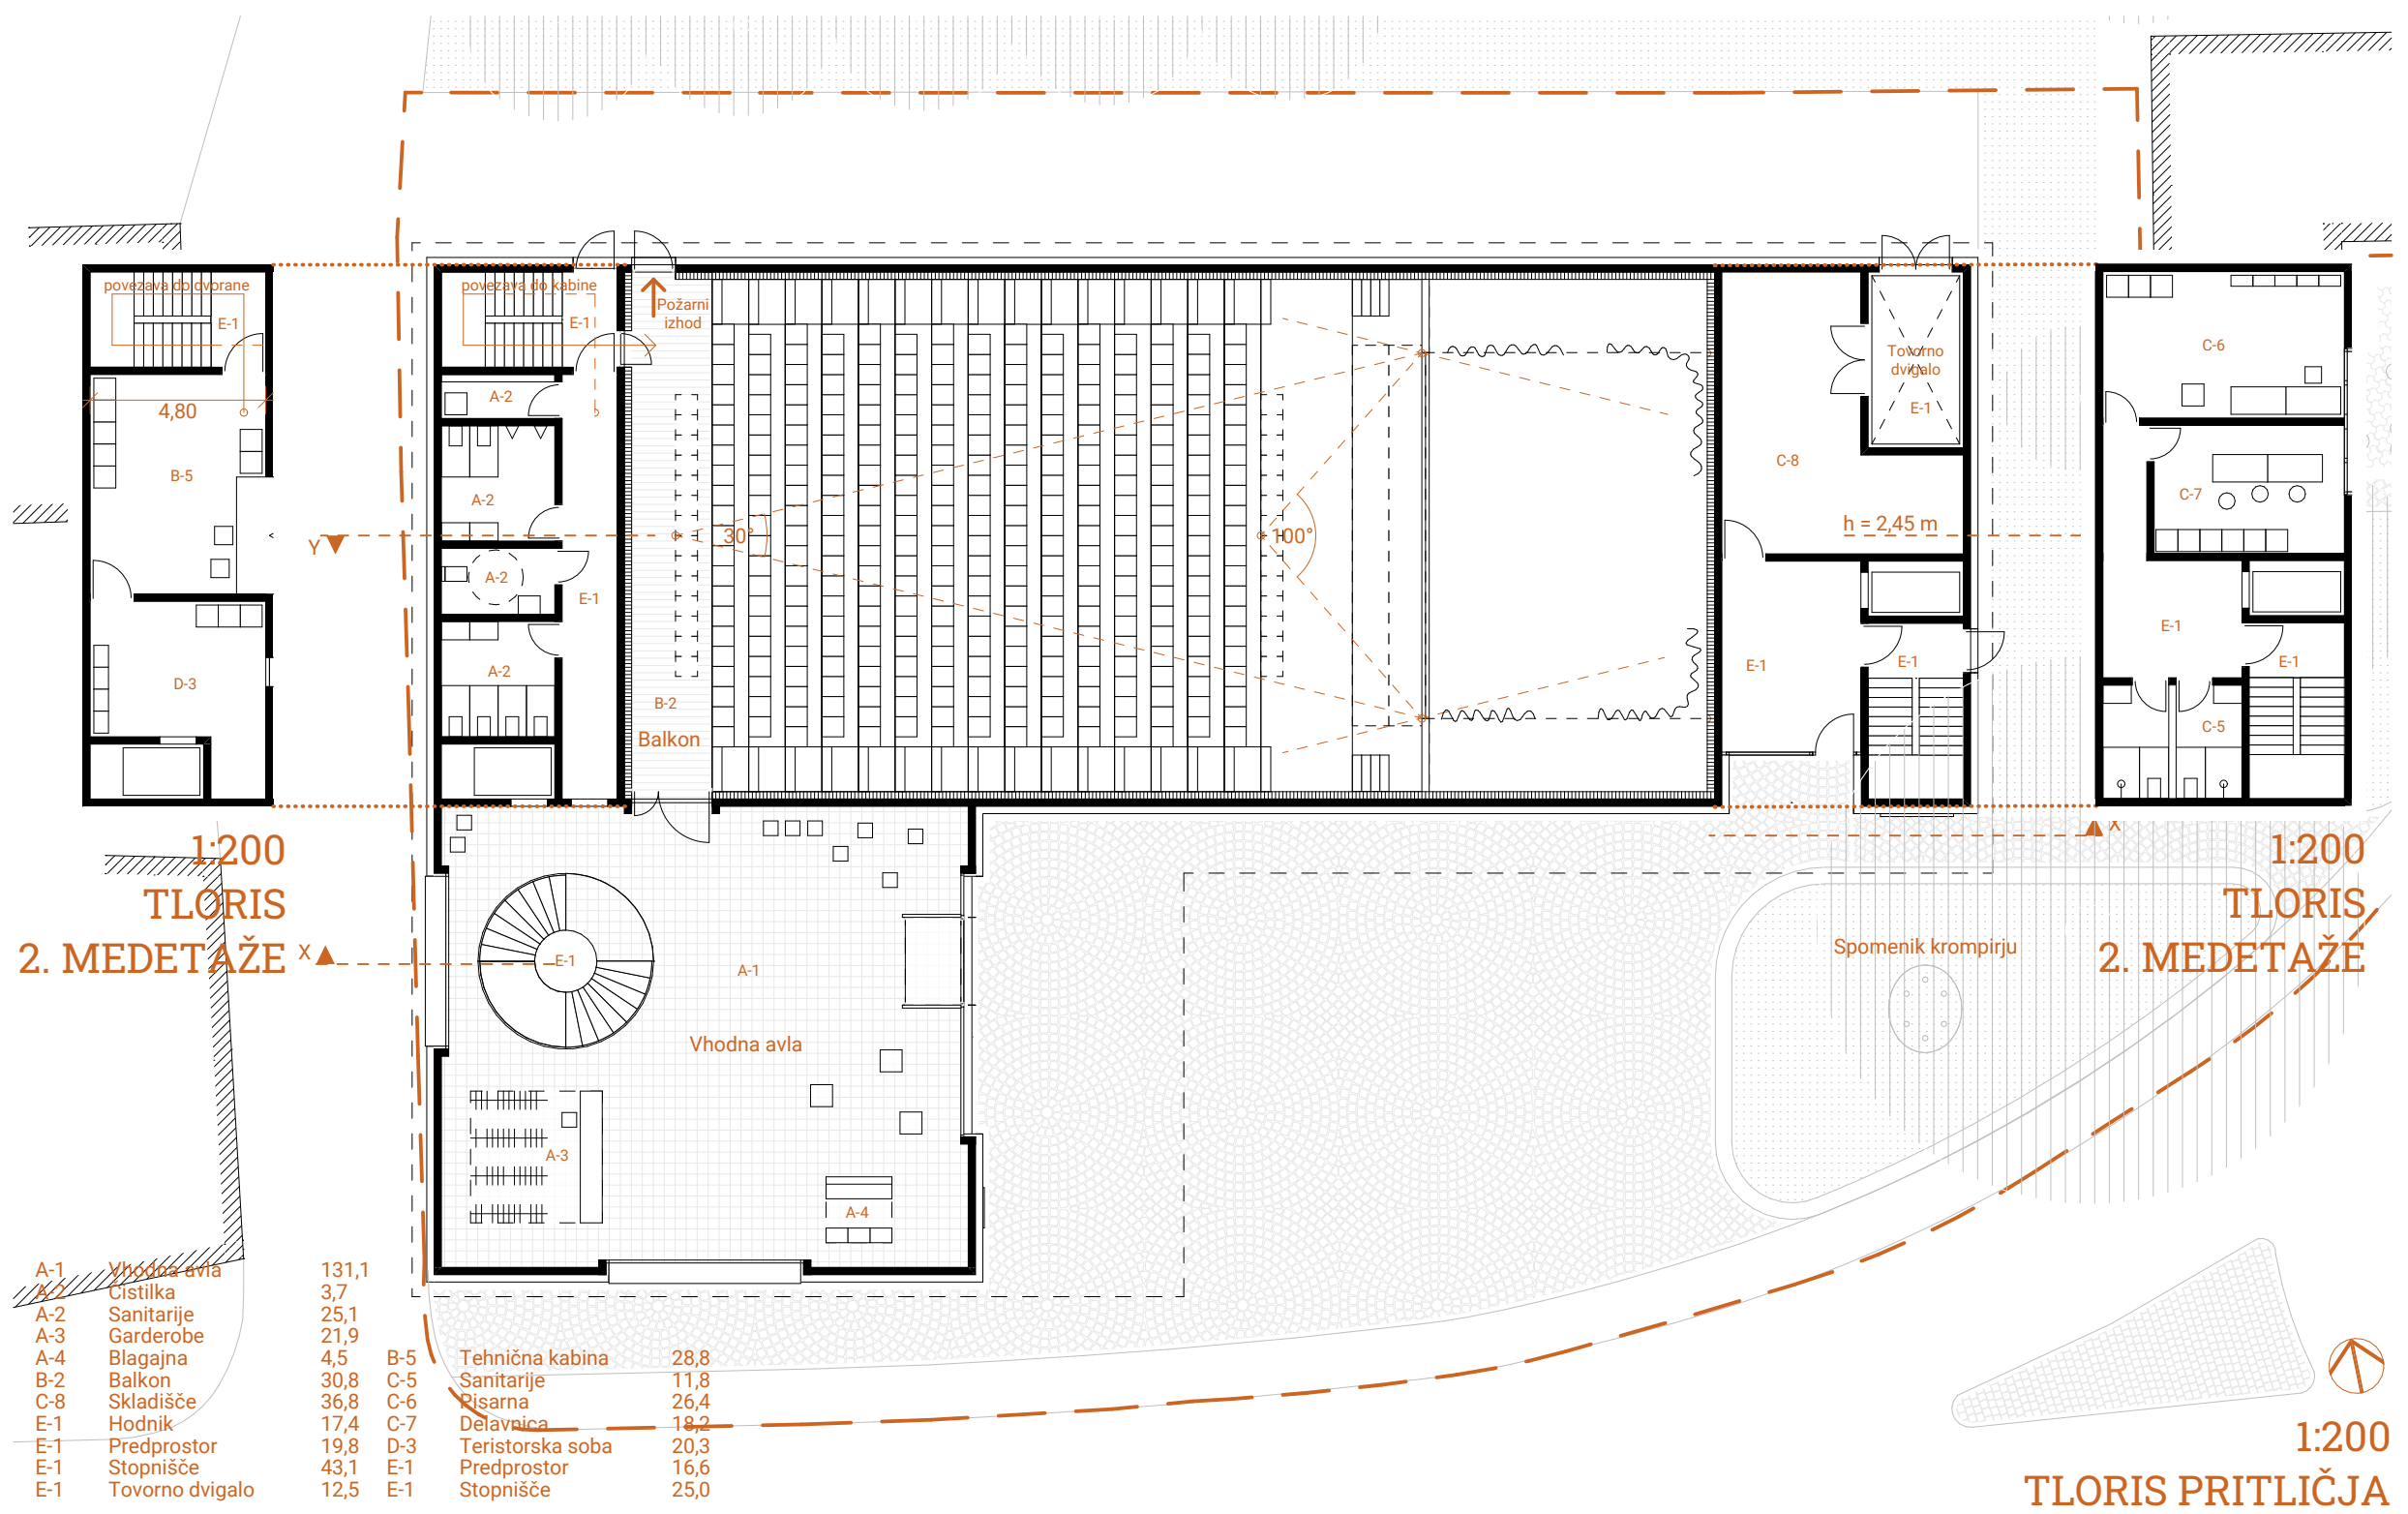 povezava do dvorane
E-1
4,80
B-5
D-3
povezava do kabine
E-1
Požarni
izhod
A-2
A-2
A-2
E-1
A-2
B-2
Balkon
30°
100°
Y
Tovorno
dvigalo
E-1
C-8
h = 2,45 m
E-1
E-1
C-6
C-7
E-1
E-1
C-5
X
1:200
TLORIS
2. MEDETAŽE
X
E-1
A-1
Vhodna avla
A-3
A-4
Spomenik krompirju
1:200
TLORIS
2. MEDETAŽE
A-1 Vhodna avla 131,1
A-2 Čistilka 3,7
A-2 Sanitarije 25,1
A-3 Garderobe 21,9
A-4 Blagajna 4,5
B-2 Balkon 30,8
C-8 Skladišče 36,8
E-1 Hodnik 17,4
E-1 Predprostor 19,8
E-1 Stopnišče 43,1
E-1 Tovorno dvigalo 12,5
B-5 Tehnična kabina 28,8
C-5 Sanitarije 11,8
C-6 Pisarna 26,4
C-7 Delavnica 18,2
D-3 Teristorska soba 20,3
E-1 Predprostor 16,6
E-1 Stopnišče 25,0
1:200
TLORIS PRITLIČJA